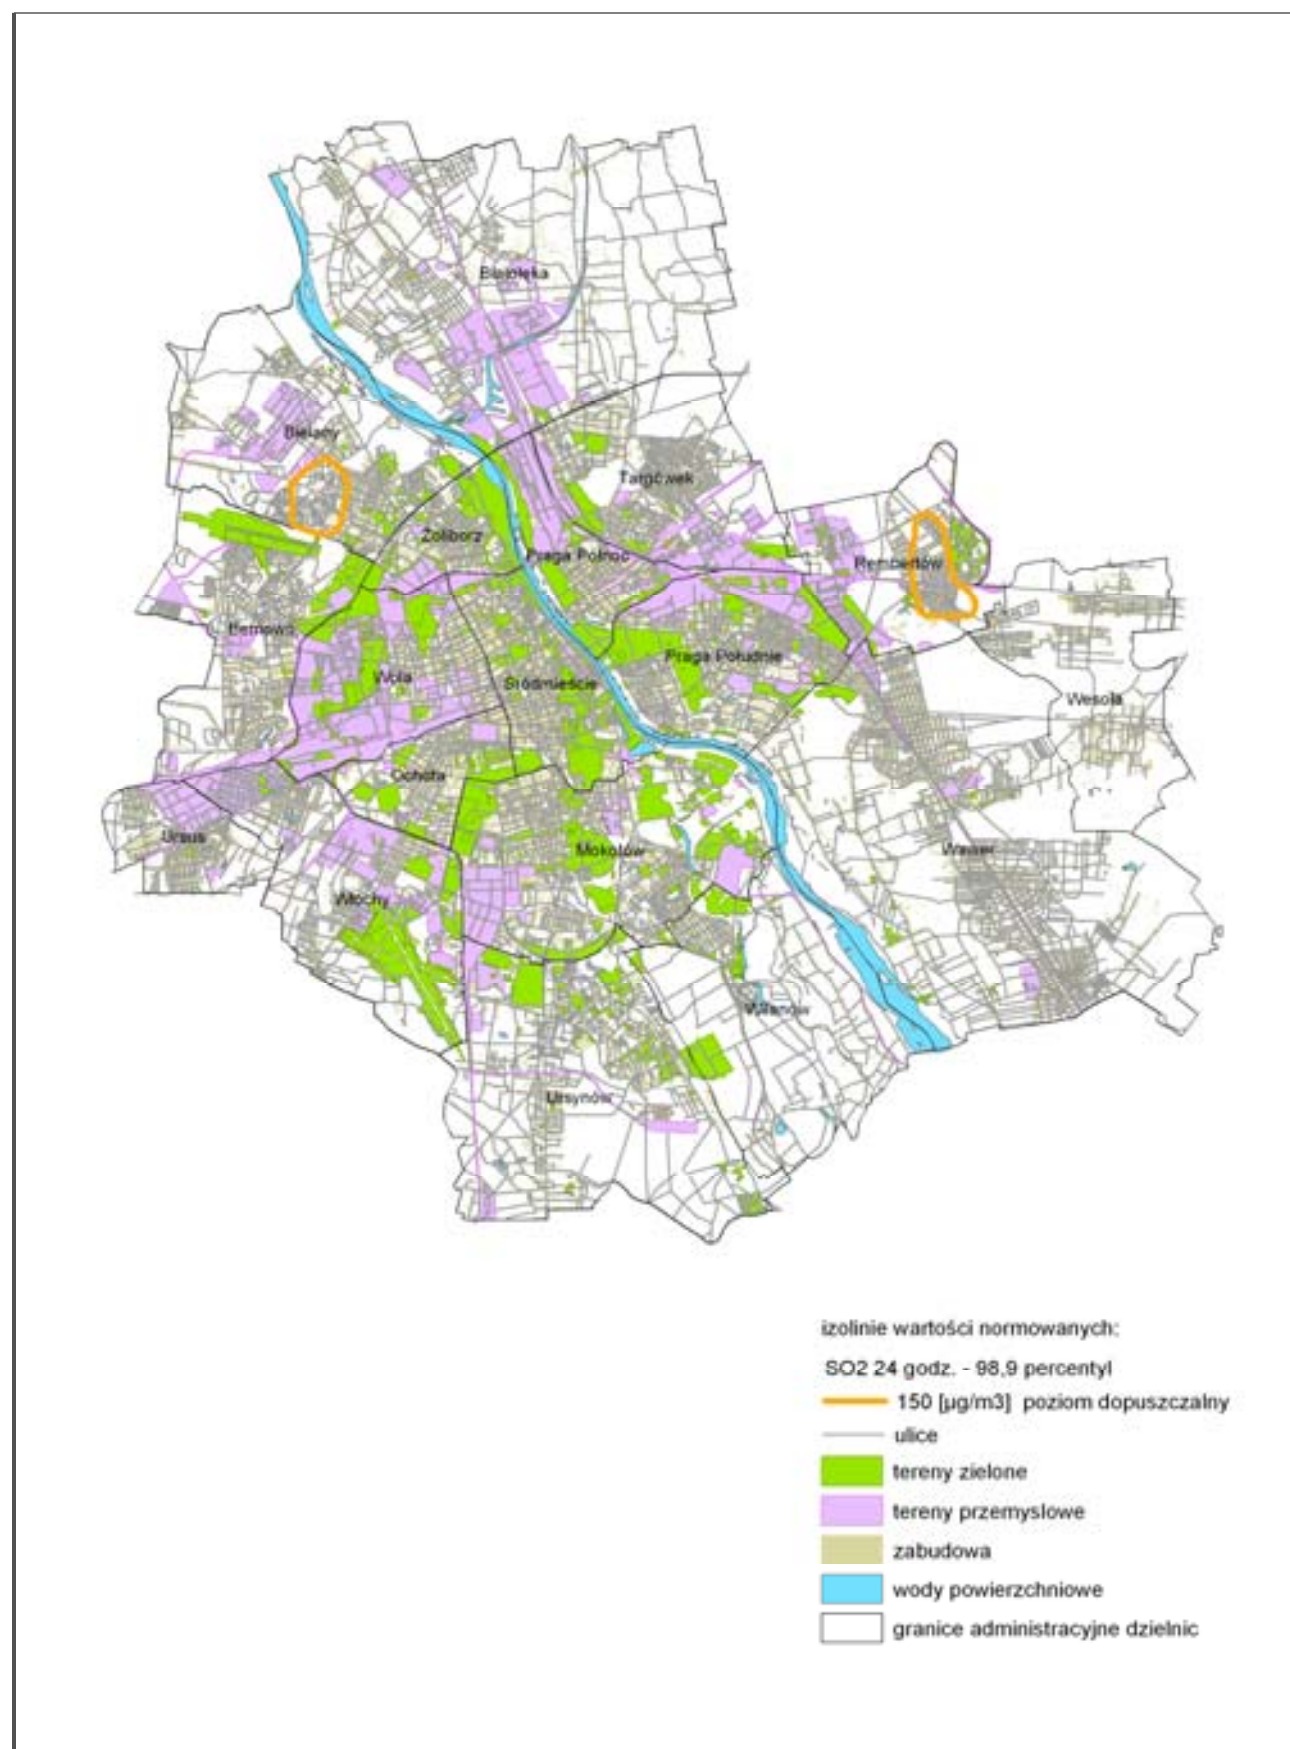 Białołęka
Bielany
Targówek
Żoliborz
Praga Północ
Rembertów
Bemowo
Praga Południe
Wola
Śródmieście
Wesoła
Ochota
Ursus
Mokotów
Wawer
Włochy
Wilanów
Ursynów
izolinie wartości normowanych:
SO2 24 godz. - 98,9 percentyl
150 [µg/m3] poziom dopuszczalny
ulice
tereny zielone
tereny przemyslowe
zabudowa
wody powierzchniowe
granice administracyjne dzielnic